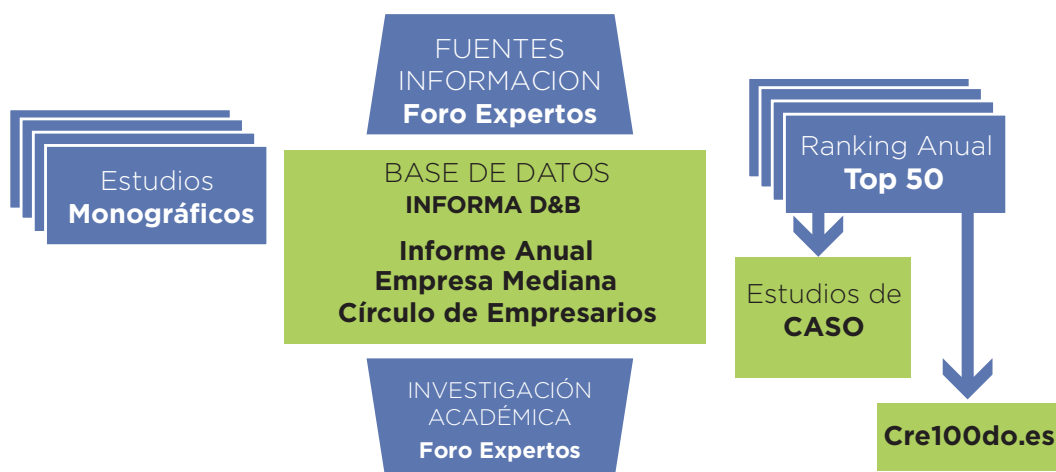 FUENTES
INFORMACION
Foro Expertos
Estudios
Monográficos
BASE DE DATOS
INFORMA D&B
Informe Anual
Empresa Mediana
Círculo de Empresarios
INVESTIGACIÓN
ACADÉMICA
Foro Expertos
Ranking Anual
Top 50
Estudios de
CASO
Cre100do.es